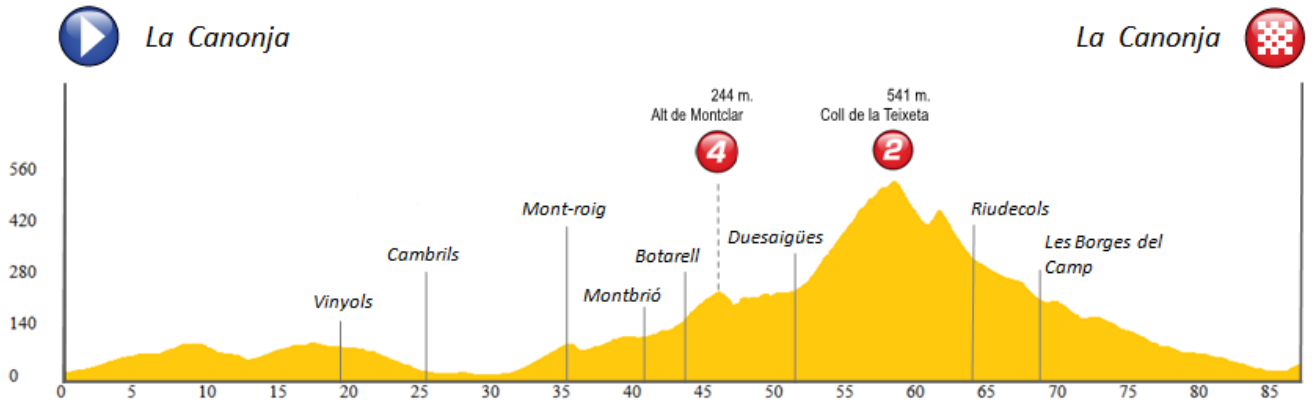 La Canonja
La Canonja
244 m.
Alt de Montclar
4
541 m.
Coll de la Teixeta
2
560
420
280
140
0
Vinyols
Cambrils
Mont-roig
Montbrió
Botarell
Duesaigües
Riudecols
Les Borges del
Camp
0 5 10 15 20 25 30 35 40 45 50 55 60 65 70 75 80 85